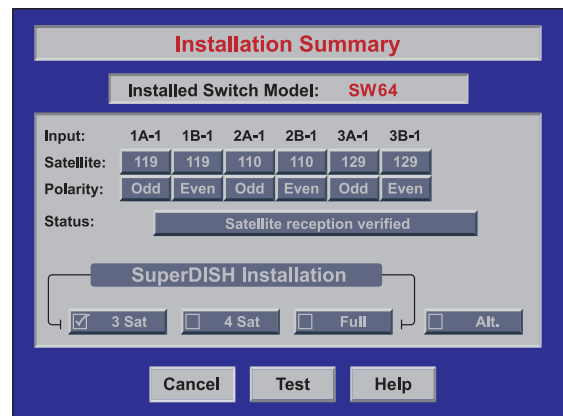 Installation Summary
Installed Switch Model: SW64
Input: 1A-1 1B-1 2A-1 2B-1 3A-1 3B-1
Satellite: 119 119 110 110 129 129
Polarity: Odd Even Odd Even Odd Even
Status: Satellite reception verified
SuperDISH Installation
3 Sat 4 Sat Full Alt.
Cancel Test Help